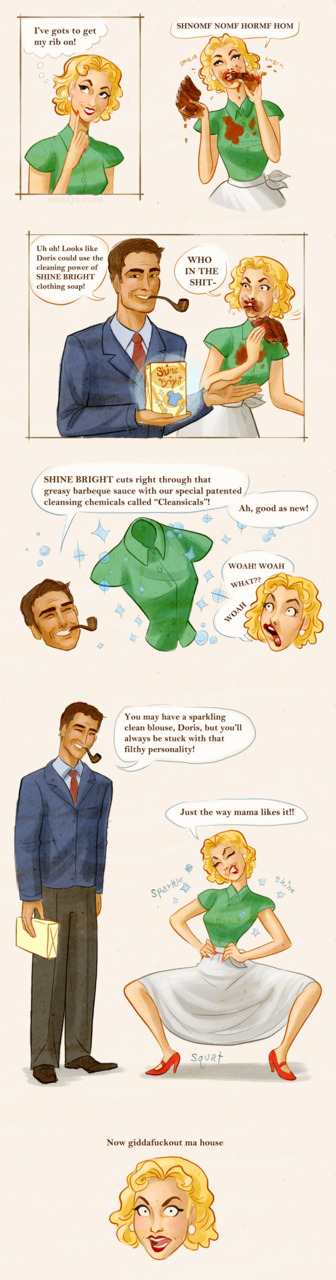 I've gots to get
my rib on!
SHNOMF NOMF HORMF HOM
smack
smack
Uh oh! Looks like
Doris could use the
cleaning power of
SHINE BRIGHT
clothing soap!
WHO
IN THE
SHIT-
Shine
Bright
SHINE BRIGHT cuts right through that
greasy barbeque sauce with our special patented
cleansing chemicals called “Cleansicals”!
Ah, good as new!
WOAH! WOAH
WHAT??
WOAH
You may have a sparkling
clean blouse, Doris, but you'll
always be stuck with that
filthy personality!
Just the way mama likes it!!
Sparkle
Shine
squat
Now giddafuckout ma house